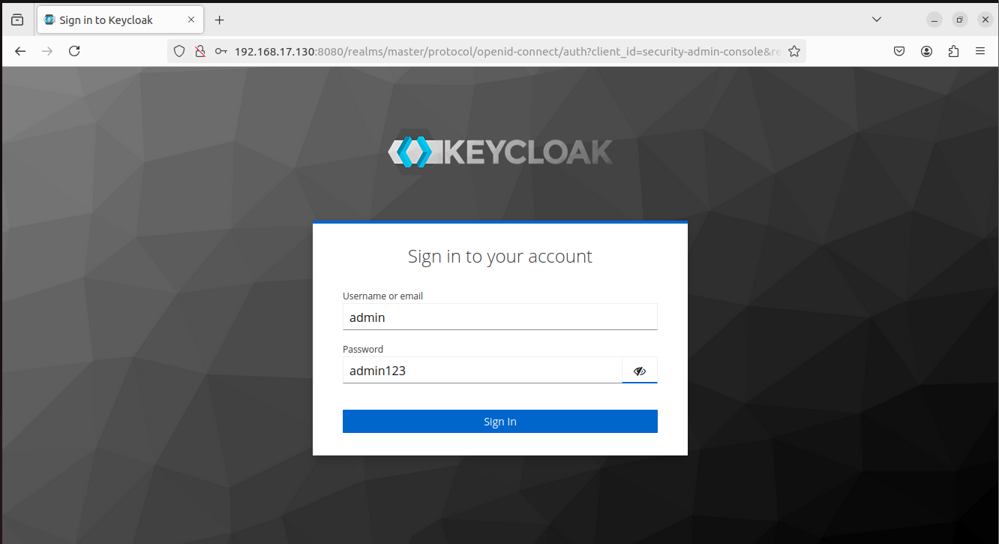 Sign in to Keycloak
192.168.17.130:8080/realms/master/protocol/openid-connect/auth?client_id=security-admin-console&re
KEYCLOAK
Sign in to your account
Username or email
admin
Password
admin123
Sign In